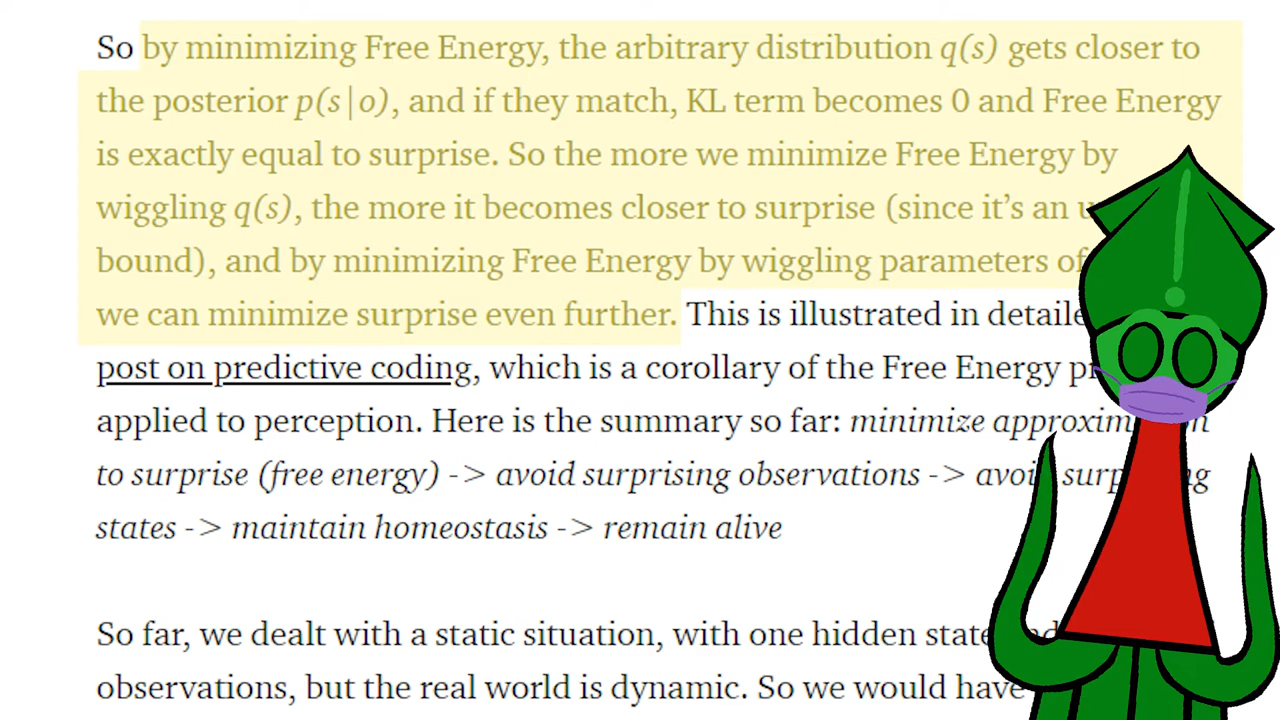 So by minimizing Free Energy, the arbitrary distribution q(s) gets closer to
the posterior p(s|o), and if they match, KL term becomes 0 and Free Energy
is exactly equal to surprise. So the more we minimize Free Energy by
wiggling q(s), the more it becomes closer to surprise (since it’s an
bound), and by minimizing Free Energy by wiggling parameters of
we can minimize surprise even further. This is illustrated in
post on predictive coding, which is a corollary of the Free Energy
applied to perception. Here is the summary so far: minimize
to surprise (free energy) -> avoid surprising observations -> avoid
states -> maintain homeostasis -> remain alive
So far, we dealt with a static situation, with one hidden state
observations, but the real world is dynamic. So we would have